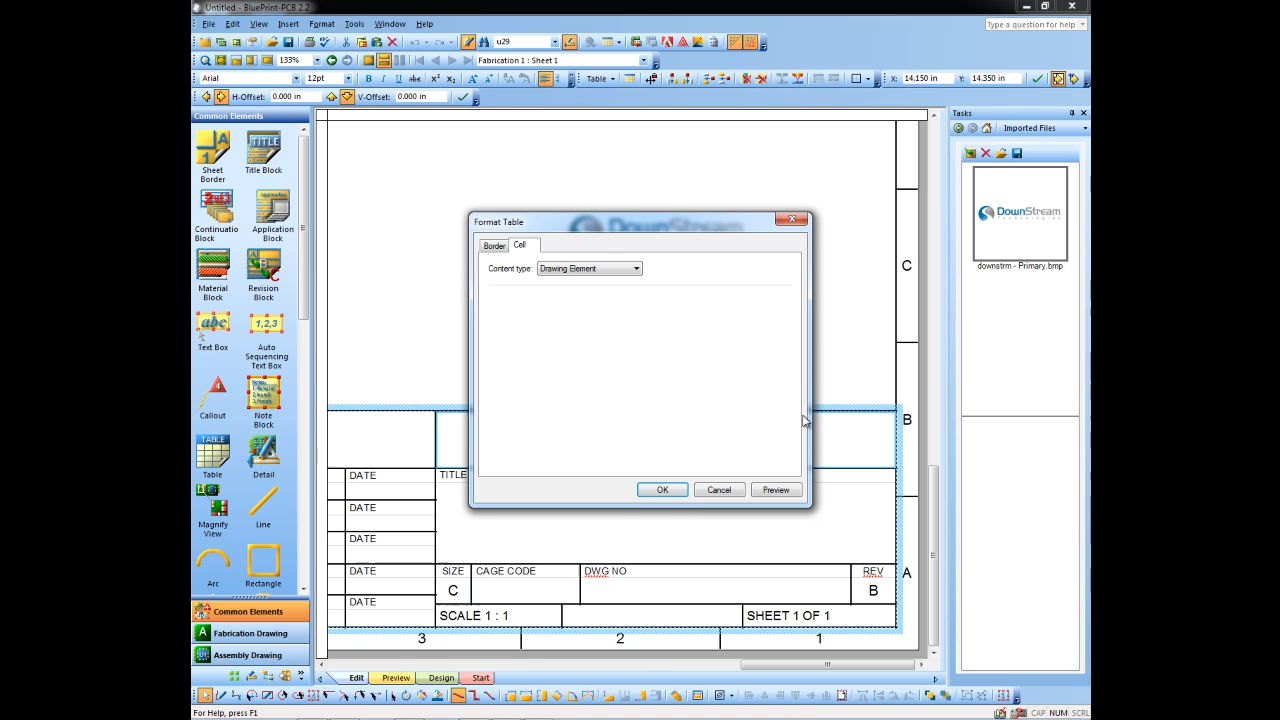 Untitled - BluePrint-PCB 2.2
File Edit View Insert Format Tools Window Help
Type a question for help
u29
133%
Fabrication 1 : Sheet 1
Arial 12pt B I U abc X² X₂ A A Table X: 14.150 in Y: 14.350 in
H-Offset: 0.000 in V-Offset: 0.000 in
Common Elements
Sheet Border
Title Block
Continuatio Block
Application Block
Material Block
Revision Block
Text Box
Auto Sequencing Text Box
Callout
Note Block
Table
Detail
Magnify View
Line
Arc
Rectangle
Common Elements
Fabrication Drawing
Assembly Drawing
Format Table
Border Cell
Content type: Drawing Element
OK Cancel Preview
C
B
A
DATE TITLE
DATE
DATE
DATE SIZE CAGE CODE DWG NO REV
C B
DATE
SCALE 1 : 1 SHEET 1 OF 1
3 2 1
Tasks
Imported Files
DownStream
Technologies
downstrm - Primary.bmp
Edit Preview Design Start
For Help, press F1
CAP NUM SCRL